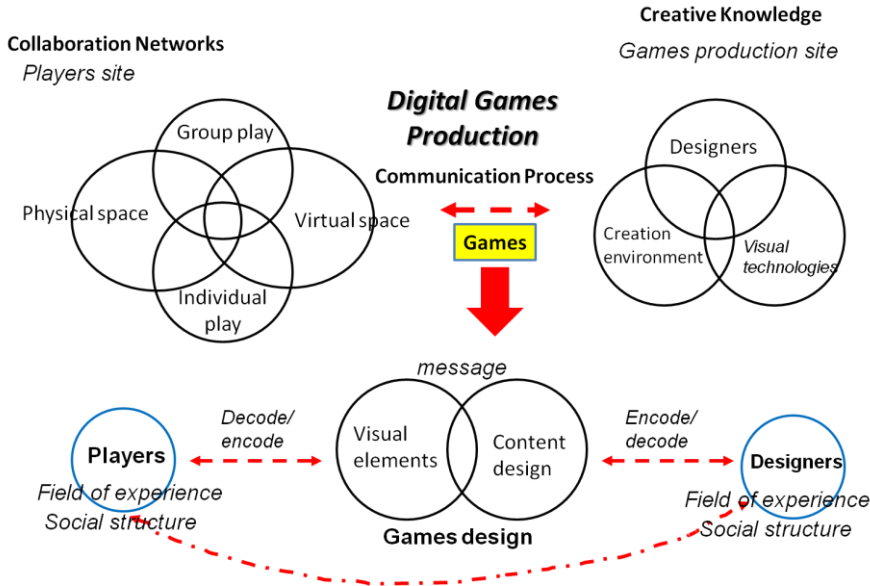 Collaboration Networks
Players site
Group play
Physical space
Virtual space
Individual
play
Digital Games
Production
Communication Process
Games
Creative Knowledge
Games production site
Designers
Creation
environment
Visual
technologies
message
Visual
elements
Content
design
Games design
Decode/
encode
Encode/
decode
Players
Field of experience
Social structure
Designers
Field of experience
Social structure